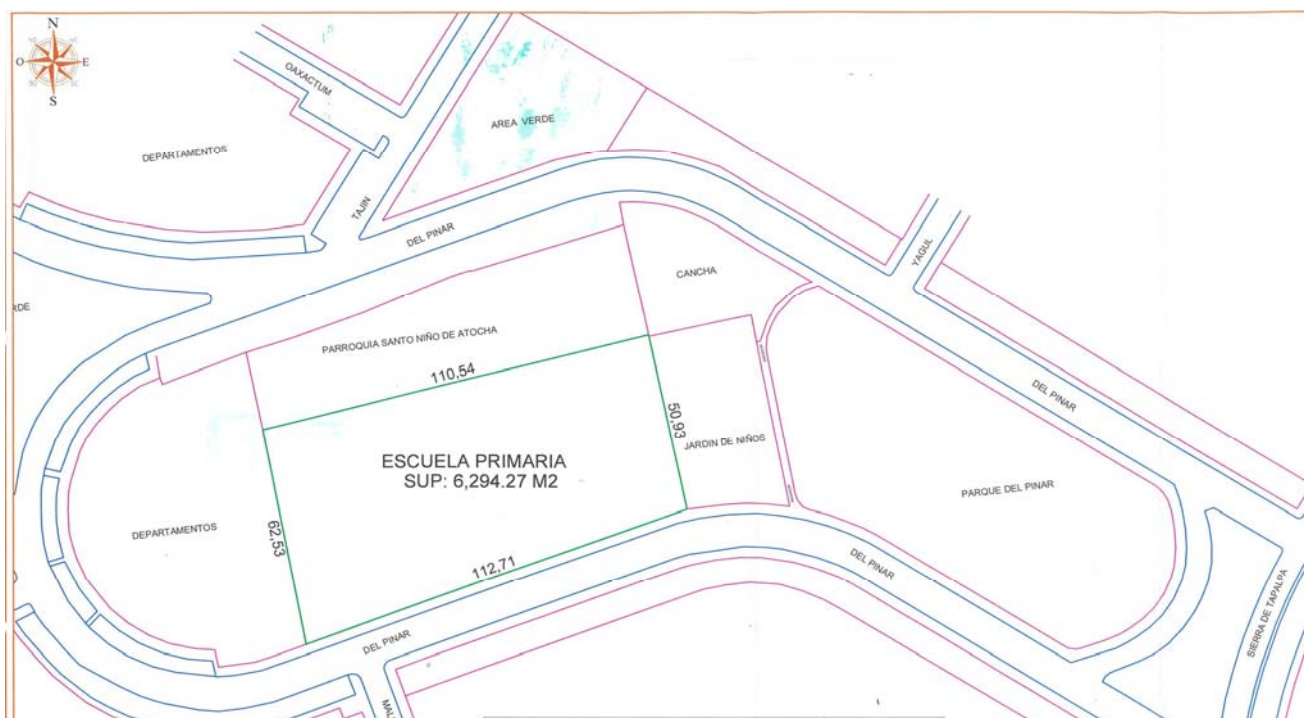 N
O
E
S
OAXACTUM
AREA VERDE
DEPARTAMENTOS
TAJIN
DEL PINAR
YAGUL
CANCHA
RDE
PARROQUIA SANTO NIÑO DE ATOCHA
110,54
DEL PINAR
50,93
JARDIN DE NIÑOS
ESCUELA PRIMARIA
SUP: 6,294.27 M2
PARQUE DEL PINAR
DEPARTAMENTOS
62,53
112,71
DEL PINAR
SIERRA DE TAPALPA
DEL PINAR